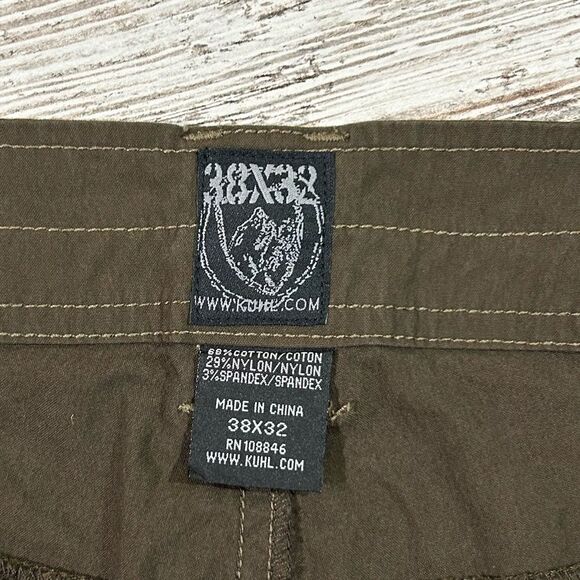 38X32
WWW.KUHL.COM
68%COTTON/COTON
29%NYLON/NYLON
3%SPANDEX/SPANDEX
MADE IN CHINA
38X32
RN108846
WWW.KUHL.COM